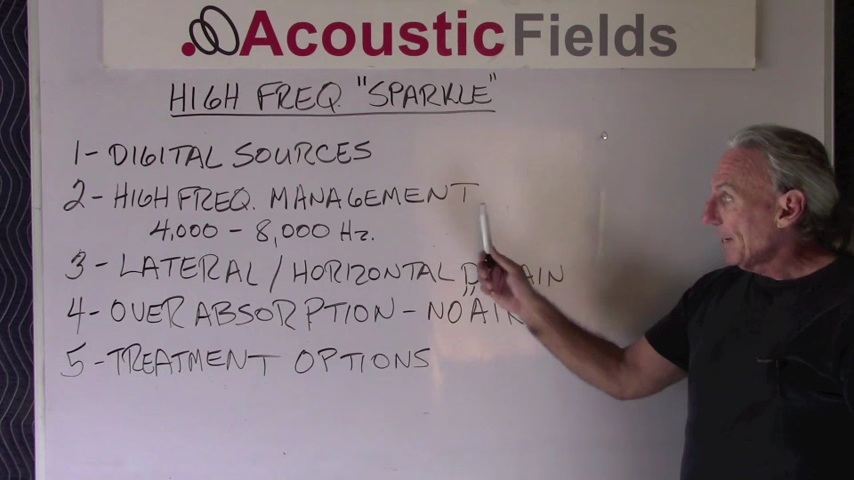 AcousticFields
HIGH FREQ. "SPARKLE"
1- DIGITAL SOURCES
2- HIGH FREQ. MANAGEMENT
4,000 - 8,000 Hz.
3- LATERAL / HORIZONTAL
4- OVER ABSORPTION - NO "AIR
5- TREATMENT OPTIONS